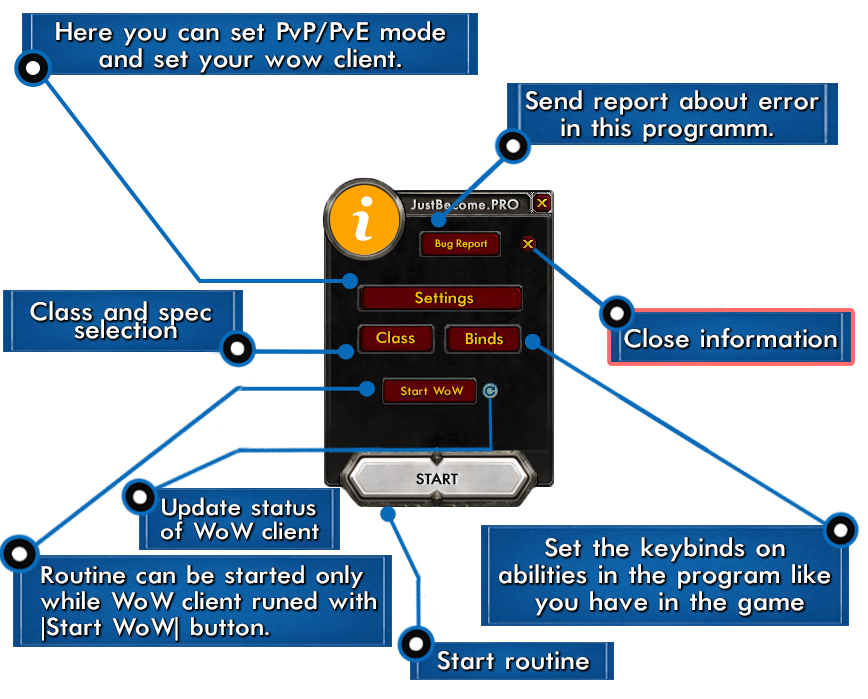 Here you can set PvP/PvE mode
and set your wow client.
Send report about error
in this programm.
i
JustBecome.PRO
X
Bug Report
X
Settings
Class and spec
selection
Class
Binds
Close information
Start WoW
START
Update status
of WoW client
Routine can be started only
while WoW client runed with
|Start WoW| button.
Set the keybinds on
abilities in the program like
you have in the game
Start routine